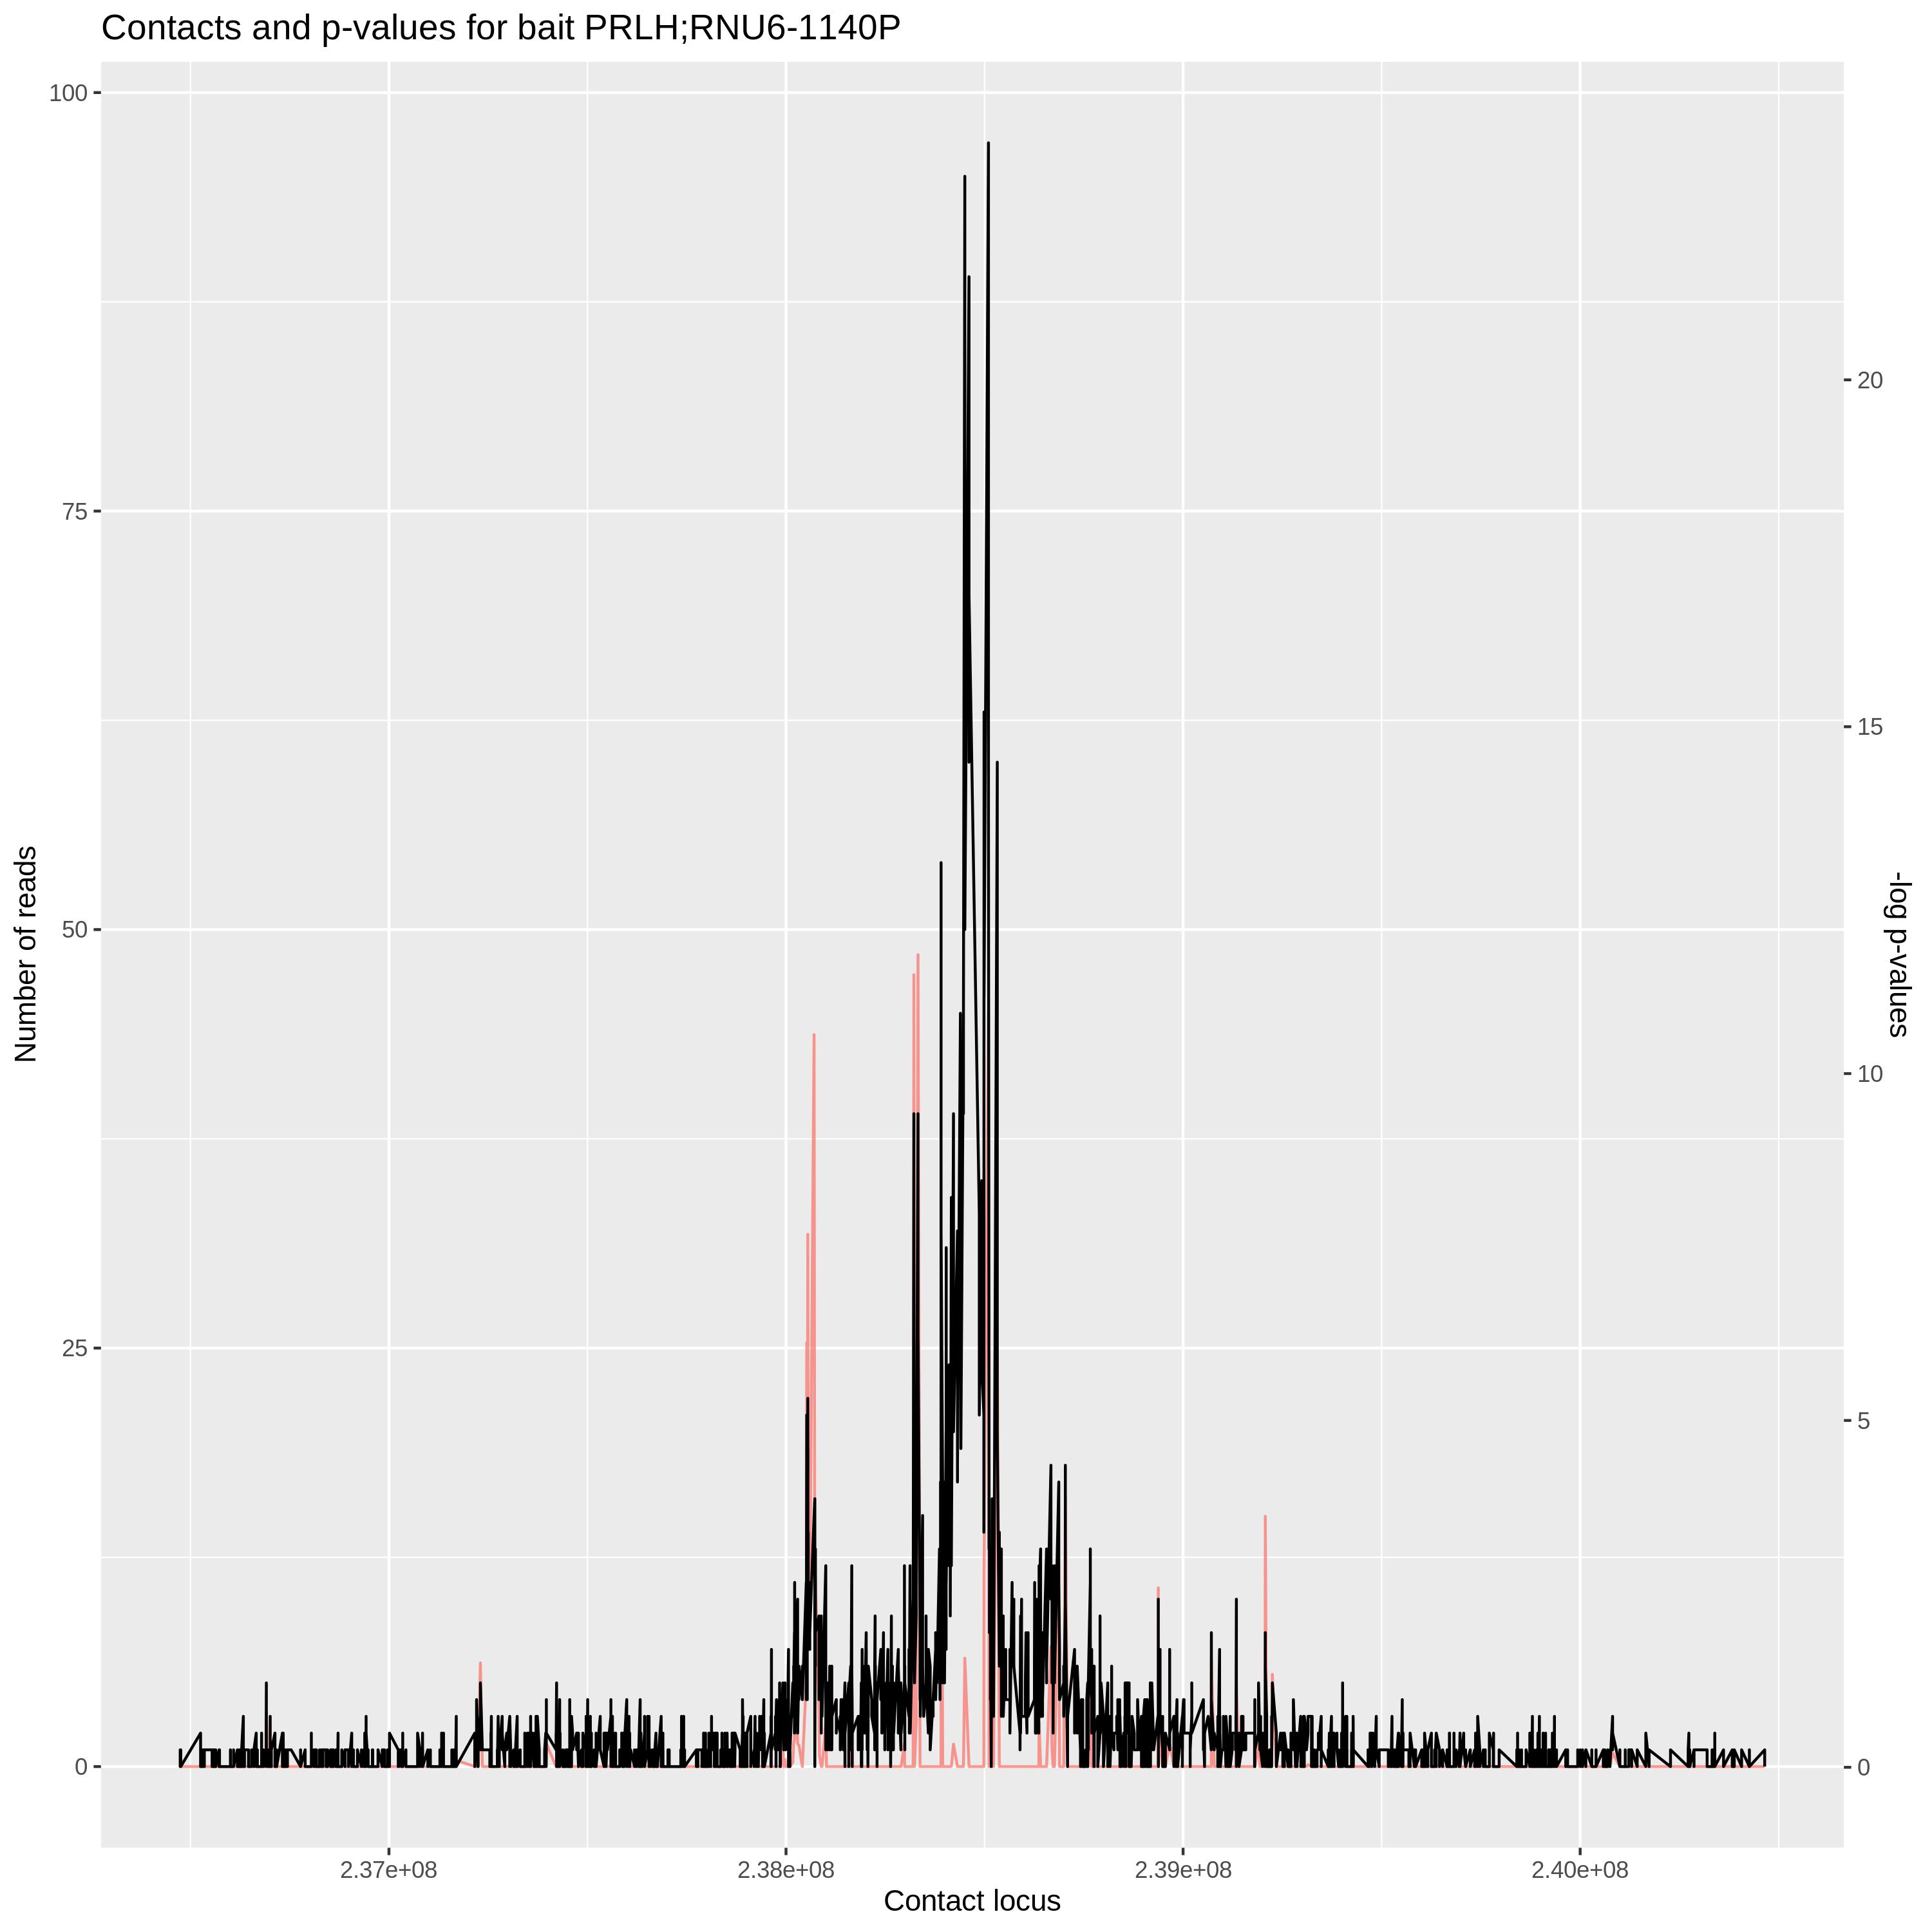 Contacts and p-values for bait PRLH;RNU6-1140P
100
75
50
25
0
Number of reads
20
15
10
5
0
-log p-values
2.37e+08
2.38e+08
2.39e+08
2.40e+08
Contact locus